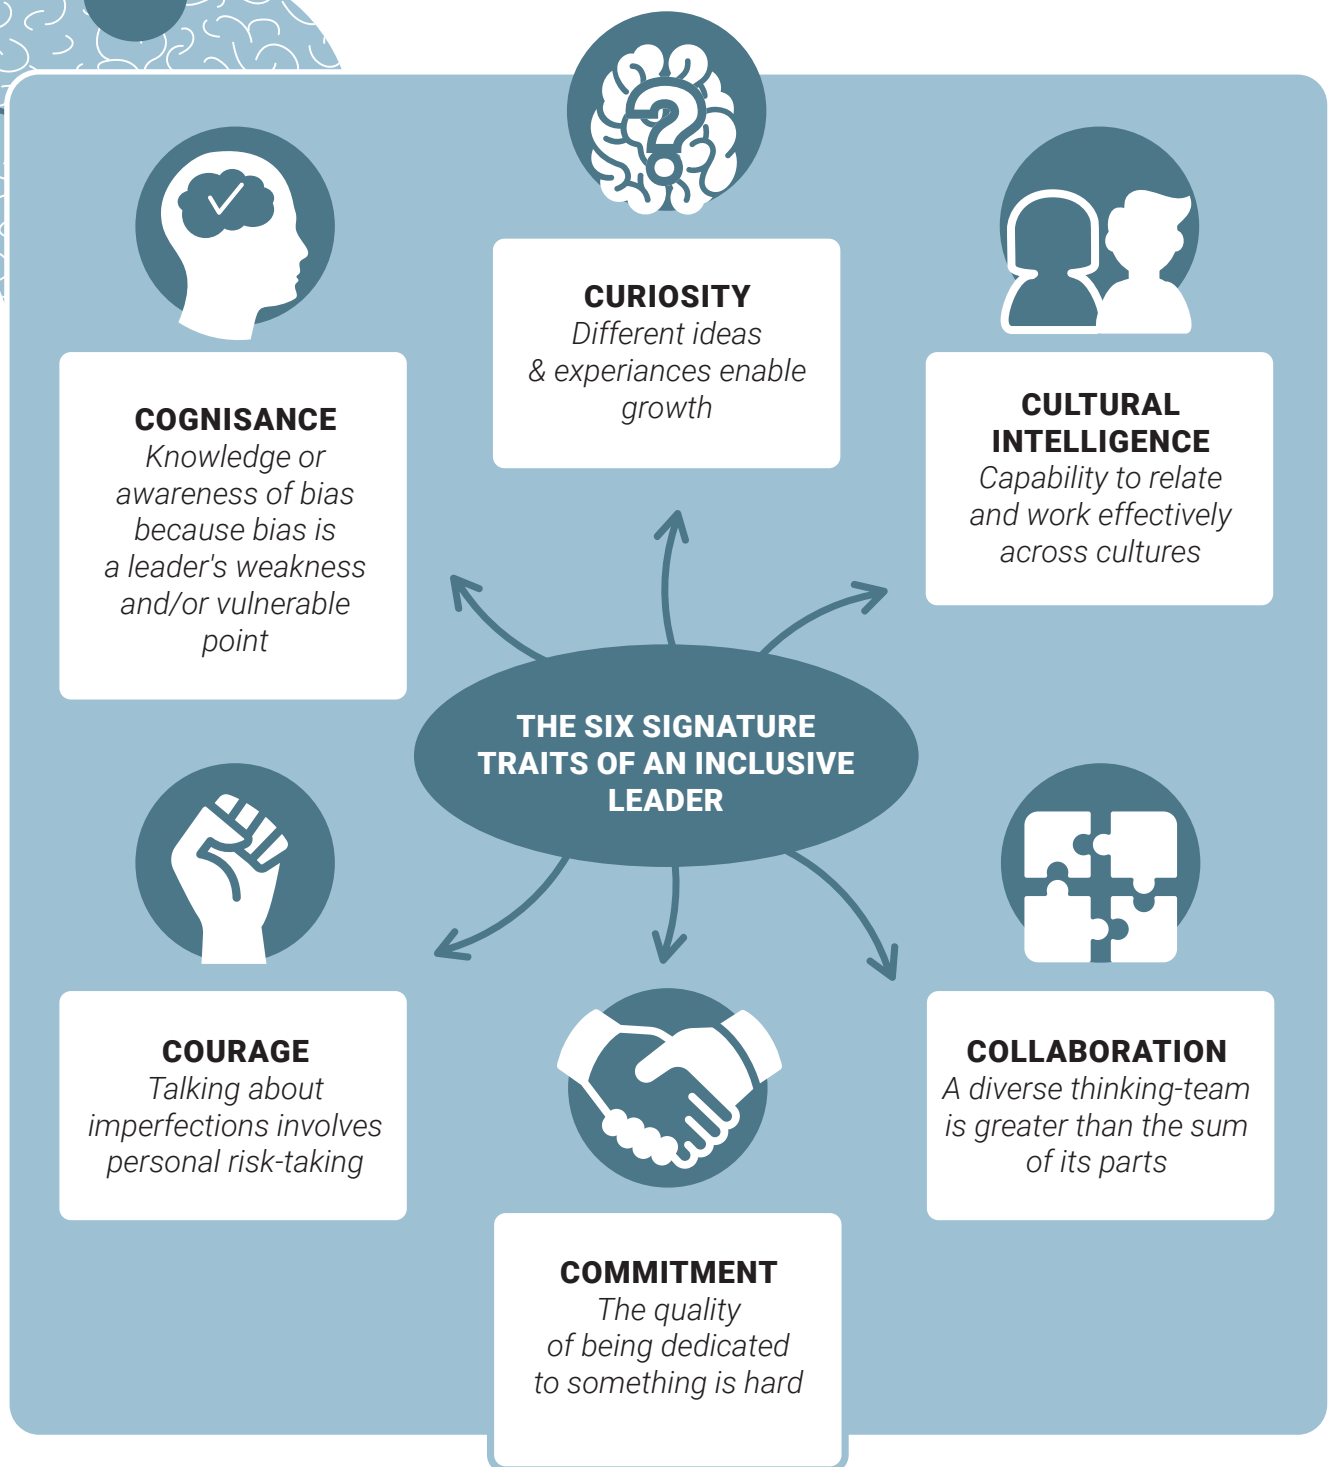 CURIOSITY
Different ideas
& experiances enable
growth
COGNISANCE
Knowledge or
awareness of bias
because bias is
a leader's weakness
and/or vulnerable
point
CULTURAL
INTELLIGENCE
Capability to relate
and work effectively
across cultures
THE SIX SIGNATURE
TRAITS OF AN INCLUSIVE
LEADER
COURAGE
Talking about
imperfections involves
personal risk-taking
COLLABORATION
A diverse thinking-team
is greater than the sum
of its parts
COMMITMENT
The quality
of being dedicated
to something is hard